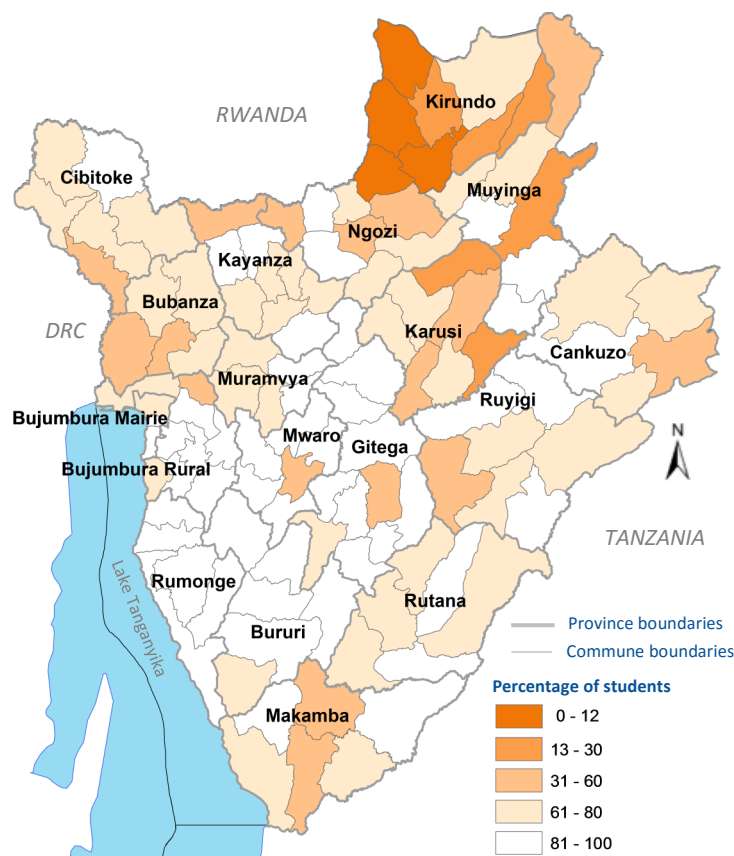 RWANDA
Kirundo
Cibitoke
Muyinga
Ngozi
Kayanza
Bubanza
DRC
Karusi
Cankuzo
Muramvya
Ruyigi
Bujumbura Mairie
Mwaro
Gitega
N
Bujumbura Rural
TANZANIA
Lake Tanganyika
Rumonge
Rutana
Bururi
Makamba
Province boundaries
Commune boundaries
Percentage of students
0 - 12
13 - 30
31 - 60
61 - 80
81 - 100